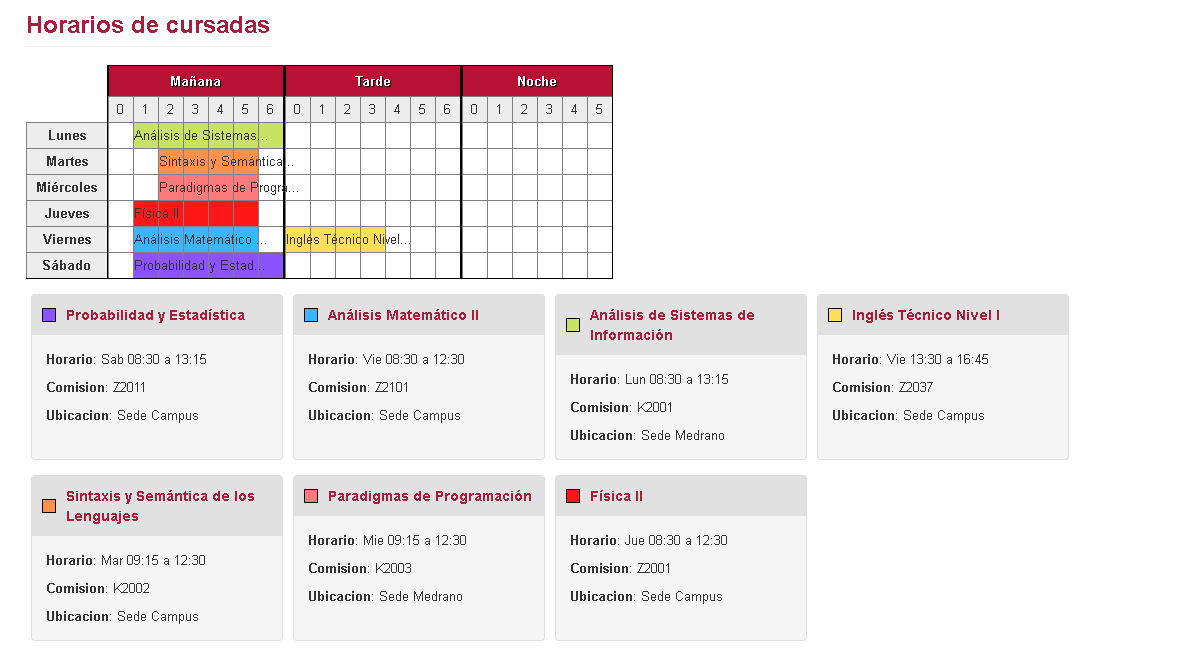 Horarios de cursadas
Mañana Tarde Noche
0 1 2 3 4 5 6 0 1 2 3 4 5 6 0 1 2 3 4 5
Lunes Análisis de Sistemas...
Martes Sintaxis y Semántica...
Miércoles Paradigmas de Progra...
Jueves Física II
Viernes Análisis Matemático ... Inglés Técnico Nivel...
Sábado Probabilidad y Estad...
Probabilidad y Estadística
Horario: Sab 08:30 a 13:15
Comision: Z2011
Ubicacion: Sede Campus
Análisis Matemático II
Horario: Vie 08:30 a 12:30
Comision: Z2101
Ubicacion: Sede Campus
Análisis de Sistemas de
Información
Horario: Lun 08:30 a 13:15
Comision: K2001
Ubicacion: Sede Medrano
Inglés Técnico Nivel I
Horario: Vie 13:30 a 16:45
Comision: Z2037
Ubicacion: Sede Campus
Sintaxis y Semántica de los
Lenguajes
Horario: Mar 09:15 a 12:30
Comision: K2002
Ubicacion: Sede Campus
Paradigmas de Programación
Horario: Mie 09:15 a 12:30
Comision: K2003
Ubicacion: Sede Medrano
Física II
Horario: Jue 08:30 a 12:30
Comision: Z2001
Ubicacion: Sede Campus